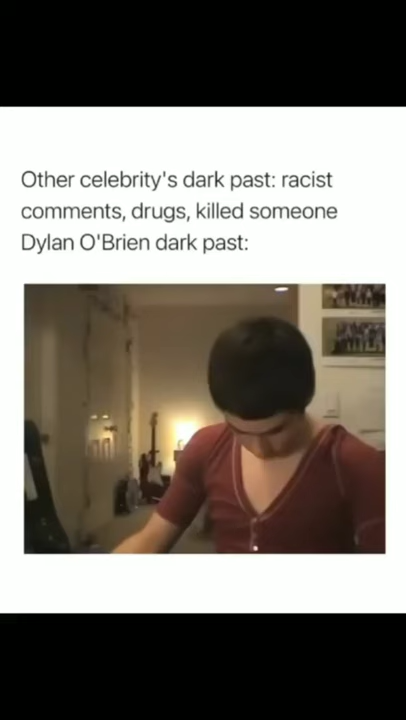 Other celebrity's dark past: racist
comments, drugs, killed someone
Dylan O'Brien dark past: